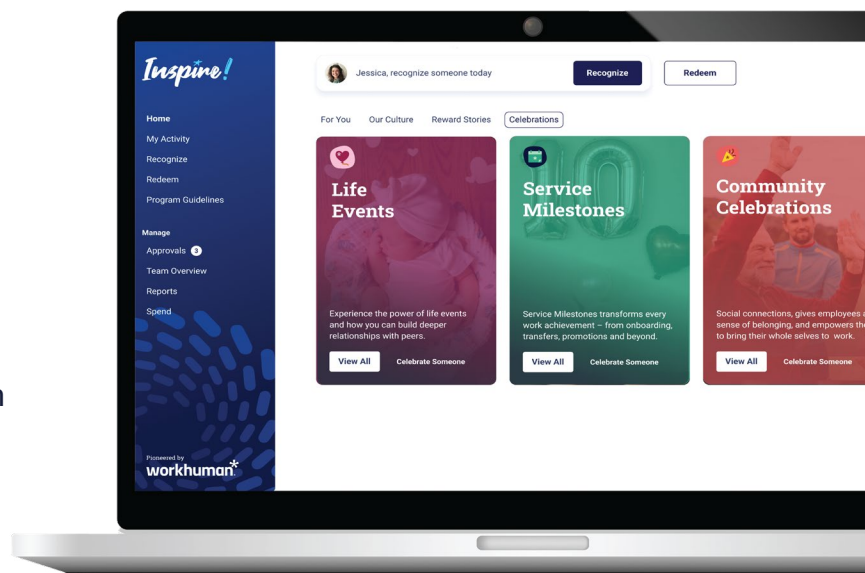 Inspire!
Jessica, recognize someone today
Recognize
Redeem
Home
My Activity
Recognize
Redeem
Program Guidelines
Manage
Approvals 3
Team Overview
Reports
Spend
Pioneered by
workhuman*
For You
Our Culture
Reward Stories
Celebrations
Life
Events
Experience the power of life events
and how you can build deeper
relationships with peers.
View All
Celebrate Someone
10
Service
Milestones
Service Milestones transforms every
work achievement – from onboarding,
transfers, promotions and beyond.
View All
Celebrate Someone
Community
Celebrations
Social connections, gives employees a
sense of belonging, and empowers the
to bring their whole selves to work.
View All
Celebrate Someone